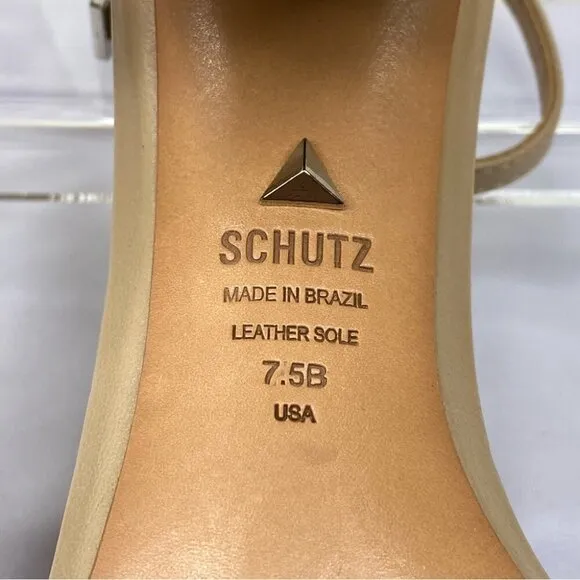 SCHUTZ
MADE IN BRAZIL
LEATHER SOLE
7.5B
USA